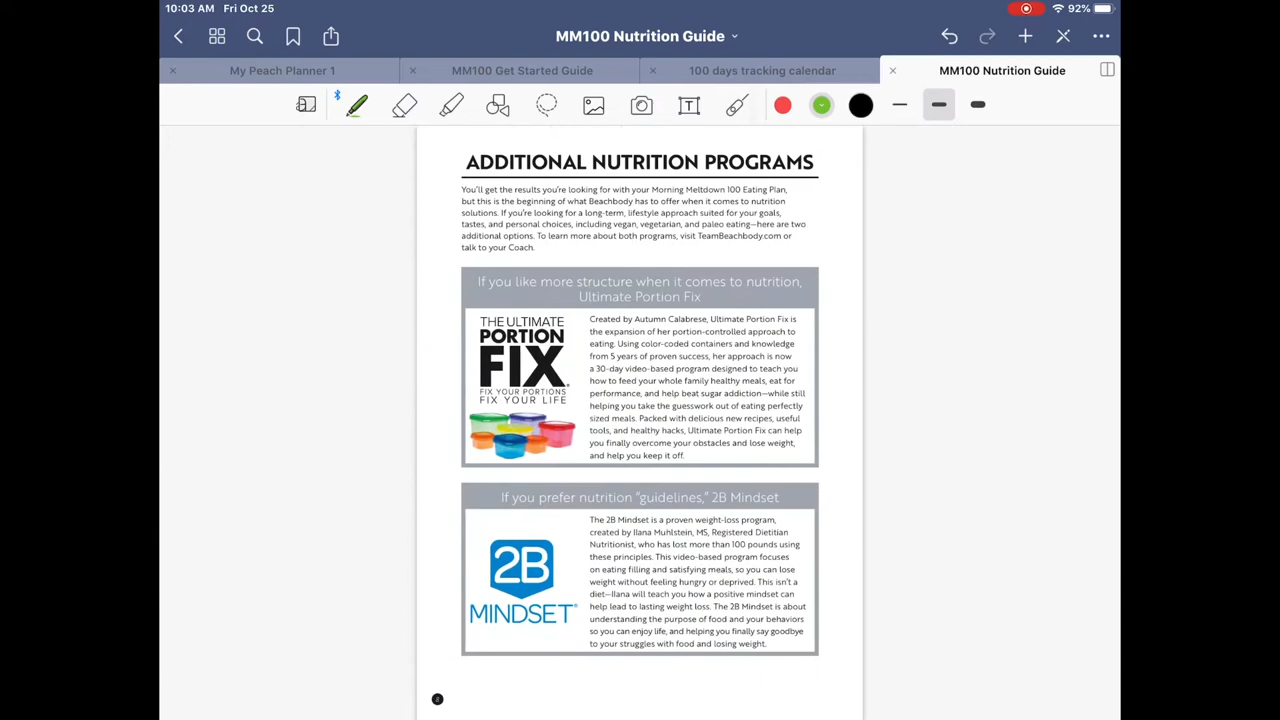 10:03 AM Fri Oct 25
92%
MM100 Nutrition Guide
My Peach Planner 1
MM100 Get Started Guide
100 days tracking calendar
MM100 Nutrition Guide
T
ADDITIONAL NUTRITION PROGRAMS
You'll get the results you're looking for with your Morning Meltdown 100 Eating Plan,
but this is the beginning of what Beachbody has to offer when it comes to nutrition
solutions. If you're looking for a long-term, lifestyle approach suited for your goals,
tastes, and personal choices, including vegan, vegetarian, and paleo eating—here are two
additional options. To learn more about both programs, visit TeamBeachbody.com or
talk to your Coach.
If you like more structure when it comes to nutrition,
Ultimate Portion Fix
THE ULTIMATE
PORTION
FIX®
FIX YOUR PORTIONS
FIX YOUR LIFE
Created by Autumn Calabrese, Ultimate Portion Fix is
the expansion of her portion-controlled approach to
eating. Using color-coded containers and knowledge
from 5 years of proven success, her approach is now
a 30-day video-based program designed to teach you
how to feed your whole family healthy meals, eat for
performance, and help beat sugar addiction—while still
helping you take the guesswork out of eating perfectly
sized meals. Packed with delicious new recipes, useful
tools, and healthy hacks, Ultimate Portion Fix can help
you finally overcome your obstacles and lose weight,
and help you keep it off.
If you prefer nutrition "guidelines," 2B Mindset
2B
MINDSET®
The 2B Mindset is a proven weight-loss program,
created by Ilana Muhlstein, MS, Registered Dietitian
Nutritionist, who has lost more than 100 pounds using
these principles. This video-based program focuses
on eating filling and satisfying meals, so you can lose
weight without feeling hungry or deprived. This isn't a
diet—Ilana will teach you how a positive mindset can
help lead to lasting weight loss. The 2B Mindset is about
understanding the purpose of food and your behaviors
so you can enjoy life, and helping you finally say goodbye
to your struggles with food and losing weight.
8